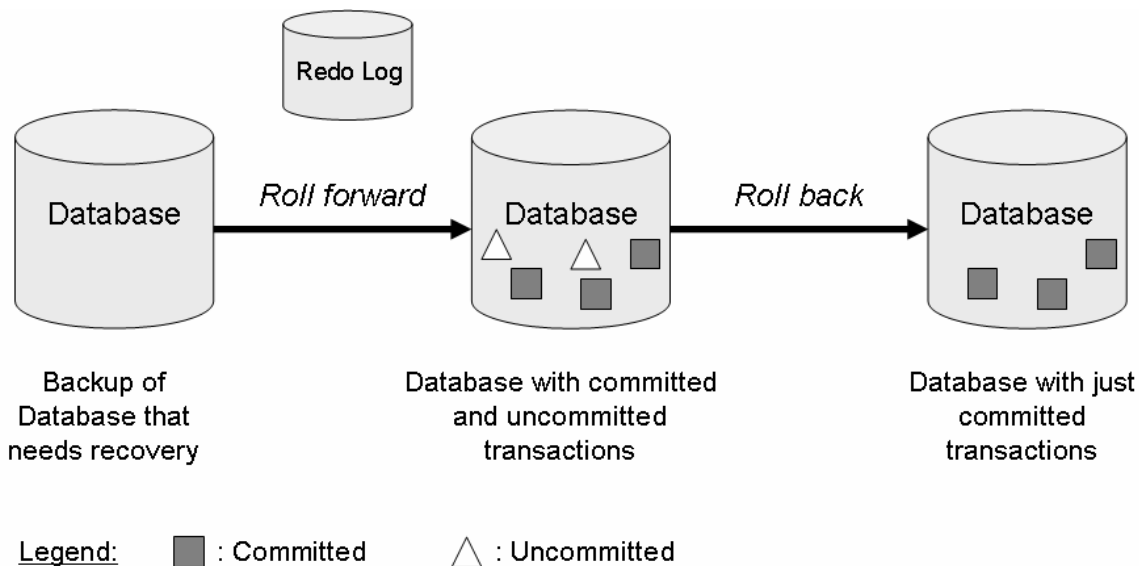 Redo Log
Database
Roll forward
Database
Roll back
Database
Backup of
Database that
needs recovery
Database with committed
and uncommitted
transactions
Database with just
committed
transactions
Legend: : Committed : Uncommitted